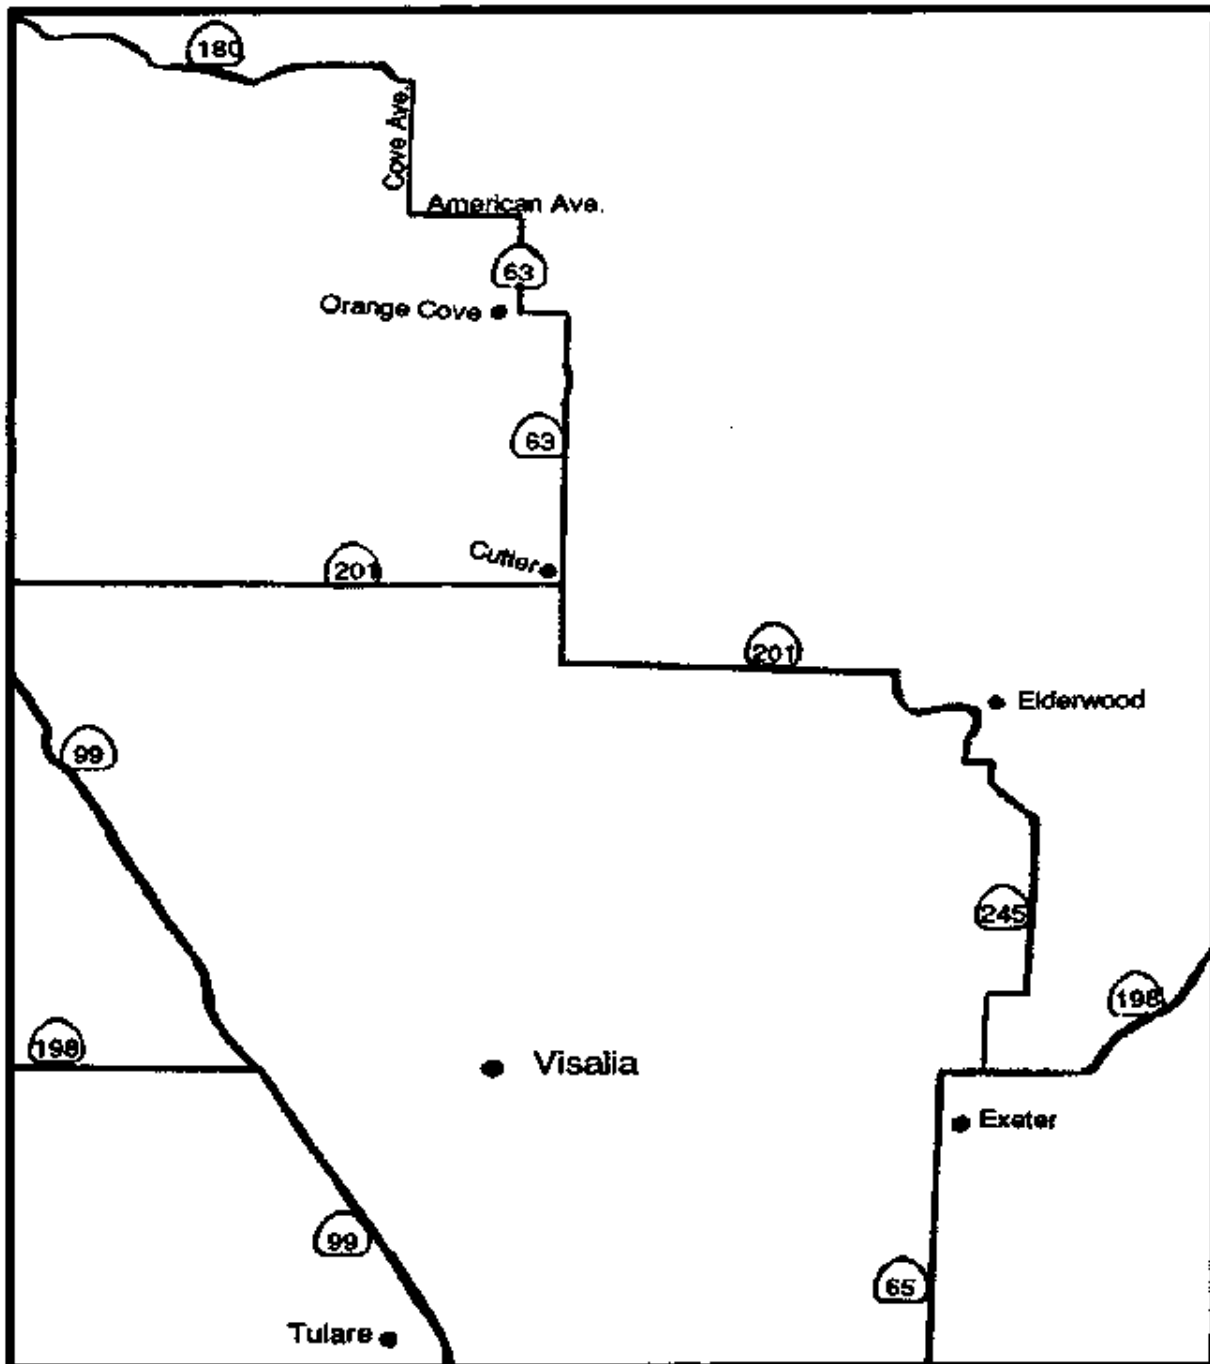 180
Cove Ave.
American Ave.
63
Orange Cove
63
Cutler
201
201
Elderwood
99
245
198
198
Visalia
Exeter
99
65
Tulare